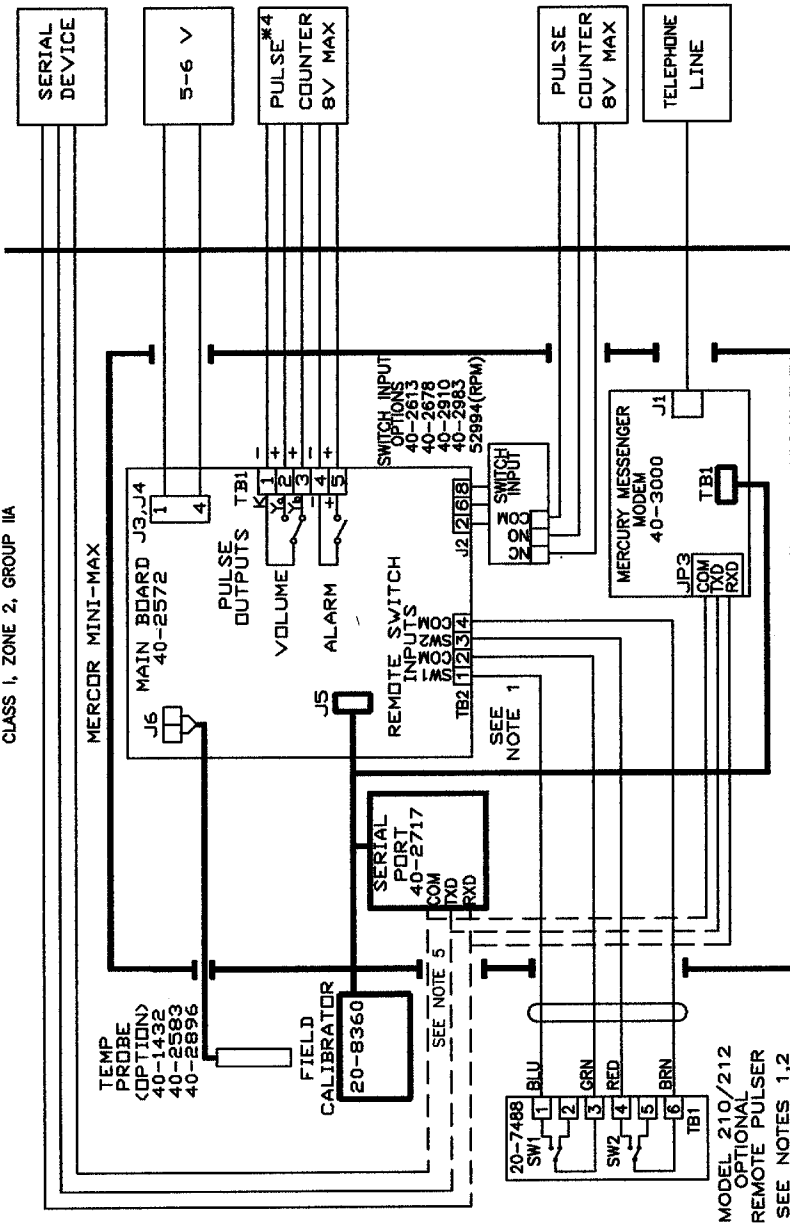 CLASS I, ZONE 2, GROUP IIA
SERIAL
DEVICE
5-6 V
PULSE *4
COUNTER
8V MAX
PULSE
COUNTER
8V MAX
TELEPHONE
LINE
MERCOR MINI-MAX
MAIN BOARD
40-2572
J3,J4
1
4
J6
PULSE
OUTPUTS
TB1
K
Y
Y
1
2
3
4
5
-
+
+
-
+
-
+
VOLUME
ALARM
J5
REMOTE SWITCH
INPUTS
SW1
COM
SW2
COM
TB2
1
2
3
4
J2
2
6
8
SWITCH INPUT
OPTIONS
40-2613
40-2678
40-2910
40-2983
52994(RPM)
SWITCH
INPUT
NC
NO
COM
SEE
NOTE 1
MERCURY MESSENGER
MODEM
40-3000
J1
TB1
JP3
COM
TXD
RXD
SERIAL
PORT
40-2717
COM
TXD
RXD
SEE NOTE 5
TEMP
PROBE
(OPTION)
40-1432
40-2583
40-2896
FIELD
CALIBRATOR
20-8360
20-7488
SW1
SW2
1
2
3
4
5
6
TB1
BLU
GRN
RED
BRN
MODEL 210/212
OPTIONAL
REMOTE PULSER
SEE NOTES 1,2